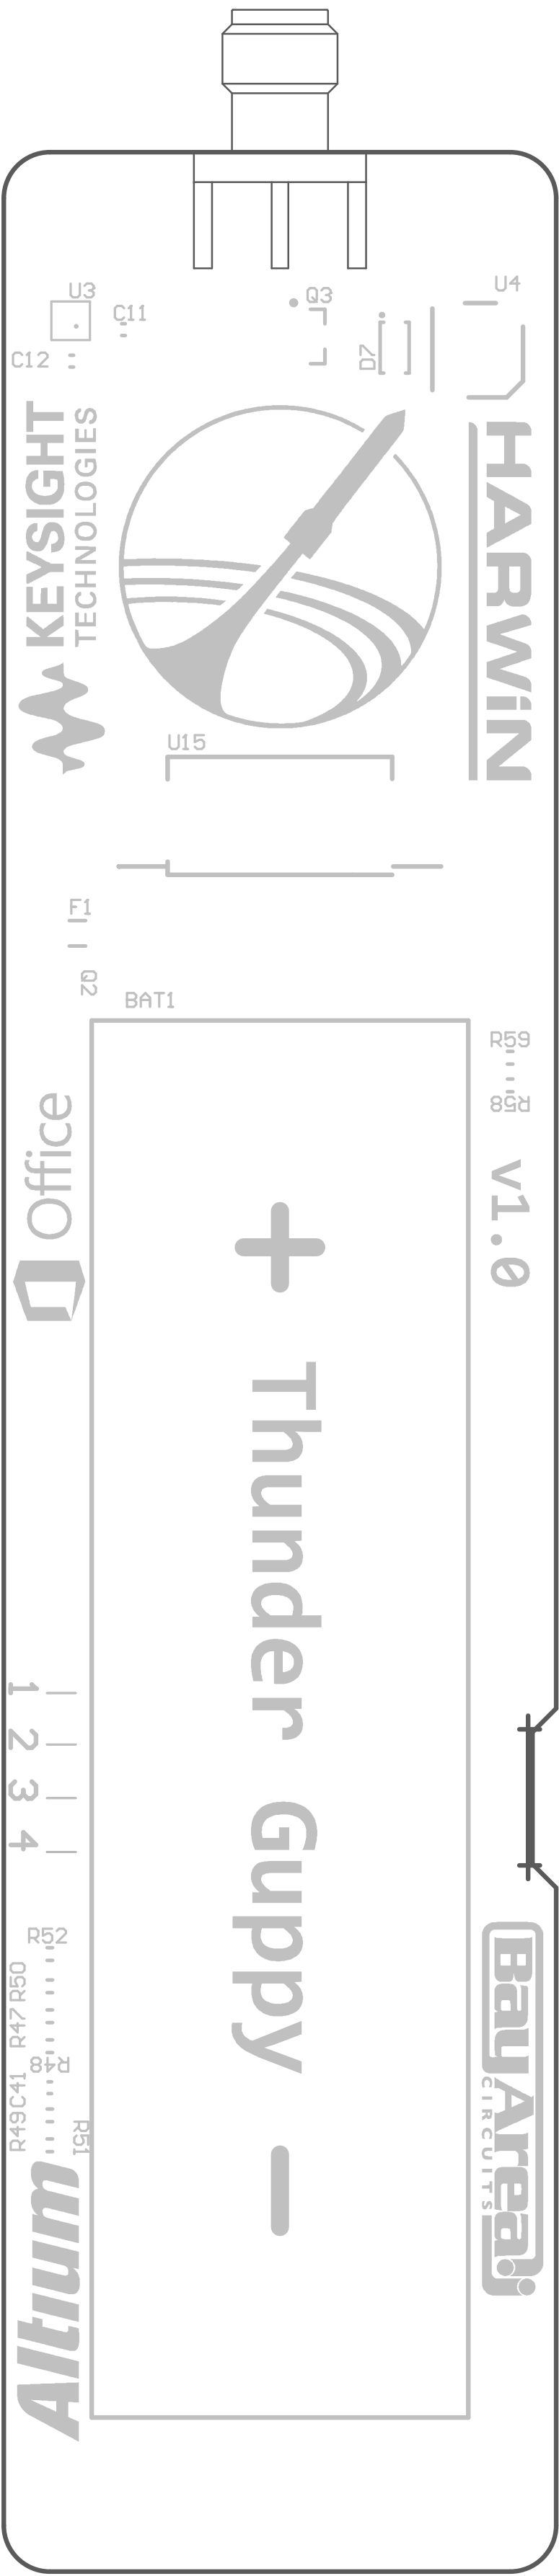 U3
C11
Q3
U4
C12
D7
KEYSIGHT
TECHNOLOGIES
HARWiN
U15
F1
Q2
BAT1
R59
R58
Office
v1.0
+
Thunder Guppy
-
1
2
3
4
R52
R50
R47
R48
C41
R49
R51
BayArea
CIRCUITS
Altium